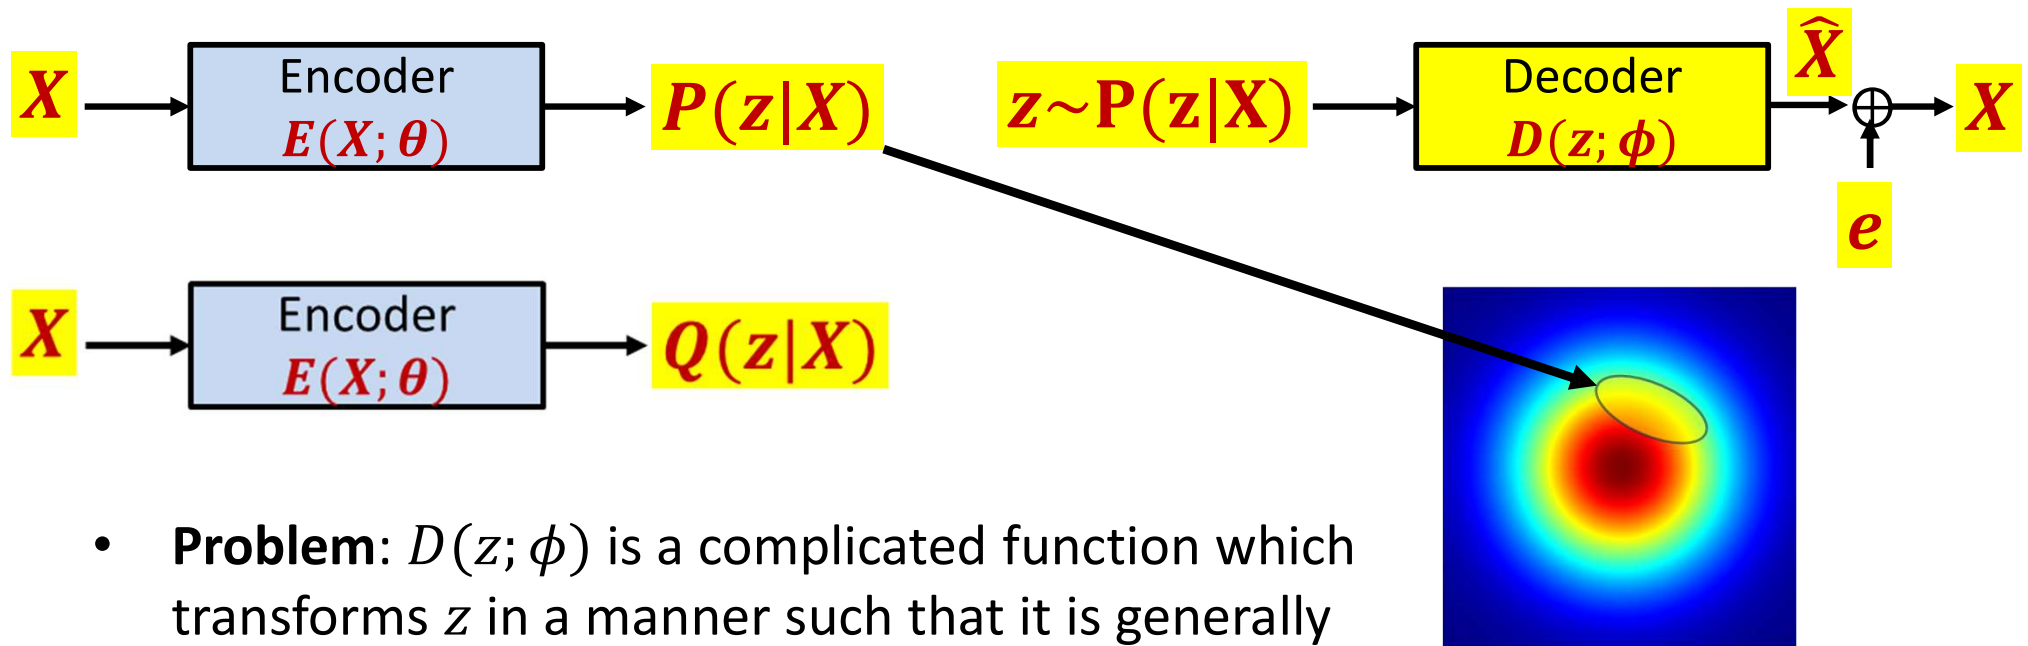 X
Encoder
E(X; θ)
P(z|X)
z~P(z|X)
Decoder
D(z; ϕ)
X̂
X
e
X
Encoder
E(X; θ)
Q(z|X)
• Problem: D(z; ϕ) is a complicated function which
transforms z in a manner such that it is generally